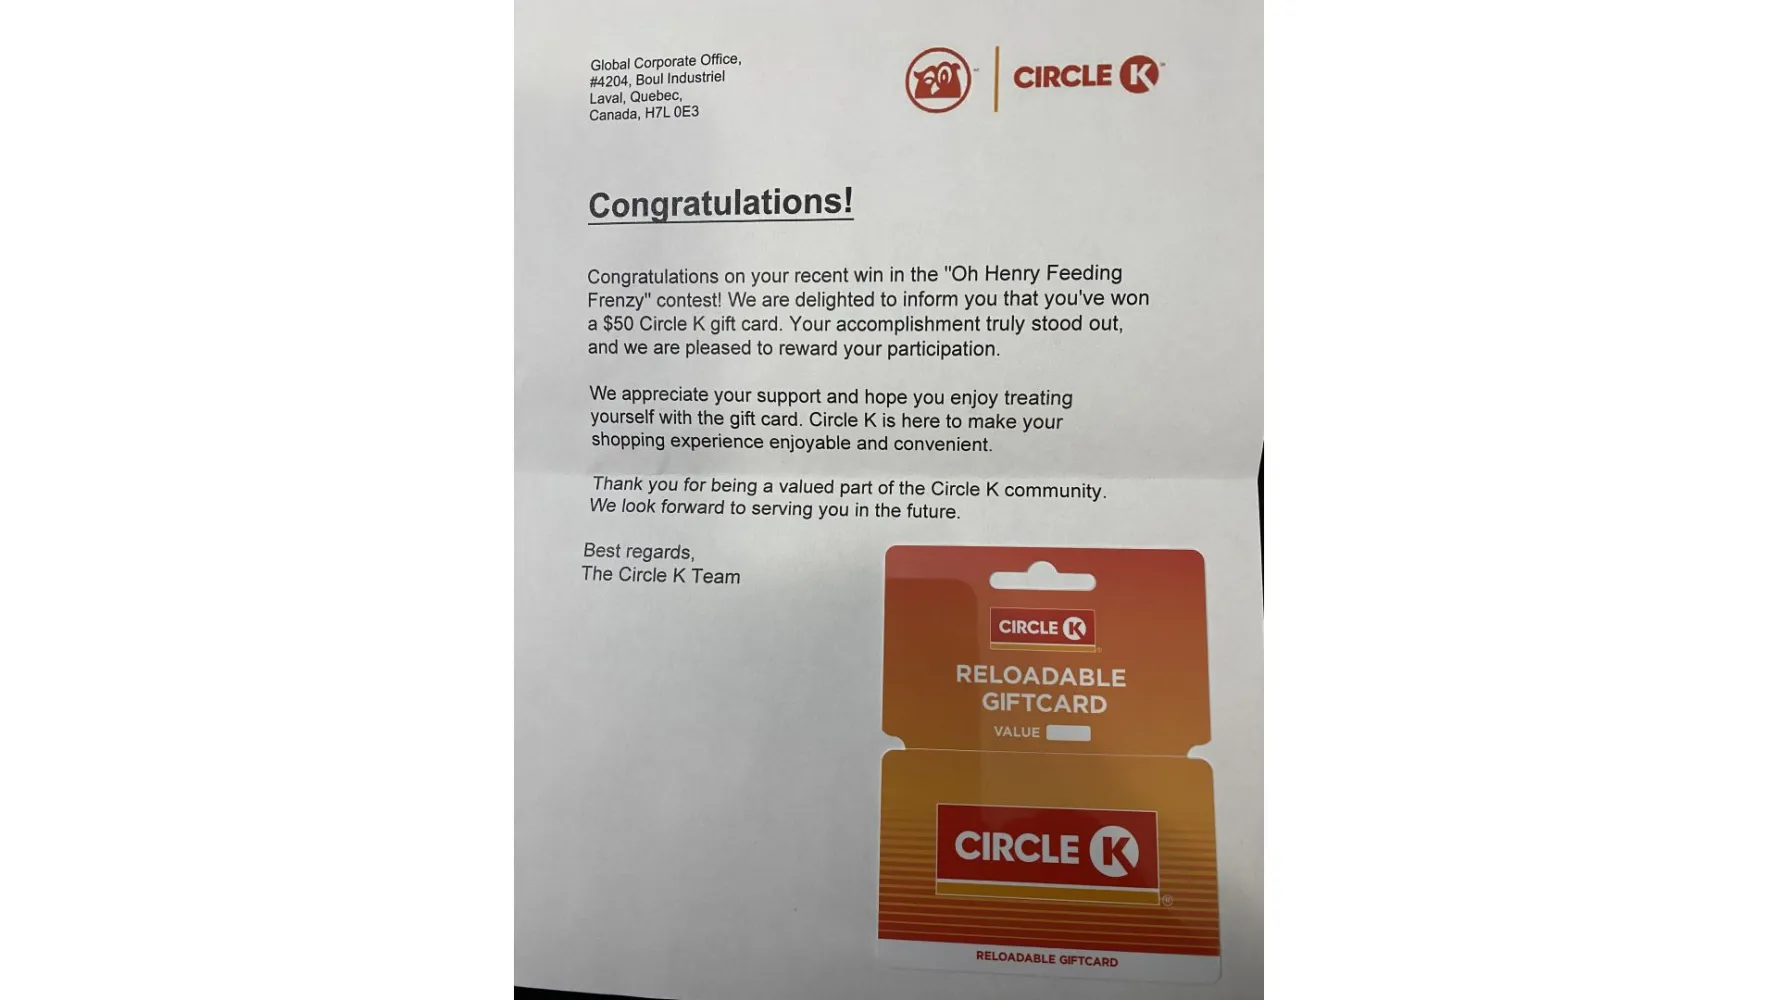 Global Corporate Office,
#4204, Boul Industriel
Laval, Quebec,
Canada, H7L 0E3
CIRCLE K
Congratulations!
Congratulations on your recent win in the "Oh Henry Feeding
Frenzy" contest! We are delighted to inform you that you've won
a $50 Circle K gift card. Your accomplishment truly stood out,
and we are pleased to reward your participation.
We appreciate your support and hope you enjoy treating
yourself with the gift card. Circle K is here to make your
shopping experience enjoyable and convenient.
Thank you for being a valued part of the Circle K community.
We look forward to serving you in the future.
Best regards,
The Circle K Team
CIRCLE K
RELOADABLE
GIFTCARD
VALUE
CIRCLE K
RELOADABLE GIFTCARD